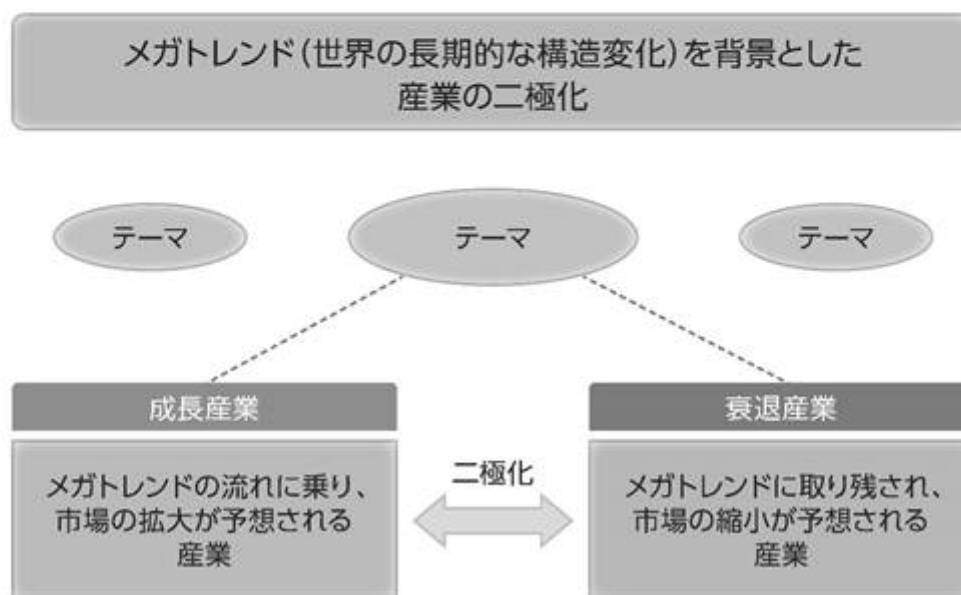 メガトレンド(世界の長期的な構造変化)を背景とした
産業の二極化
テーマ
テーマ
テーマ
成長産業
メガトレンドの流れに乗り、
市場の拡大が予想される
産業
二極化
衰退産業
メガトレンドに取り残され、
市場の縮小が予想される
産業